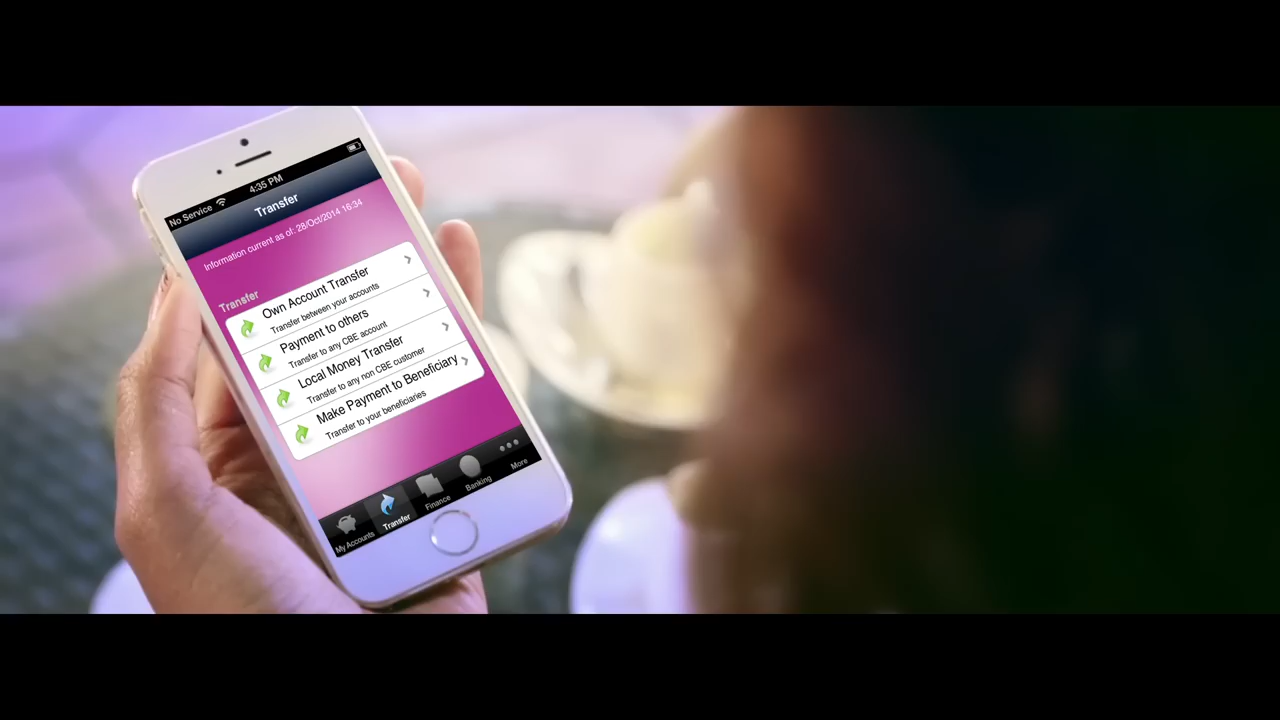 No Service 4:35 PM
Transfer
Information current as of: 28/Oct/2014 16:34
Transfer
Own Account Transfer
Transfer between your accounts
Payment to others
Transfer to any CBE account
Local Money Transfer
Transfer to any non CBE customer
Make Payment to Beneficiary
Transfer to your beneficiaries
My Accounts Transfer Finance Banking More